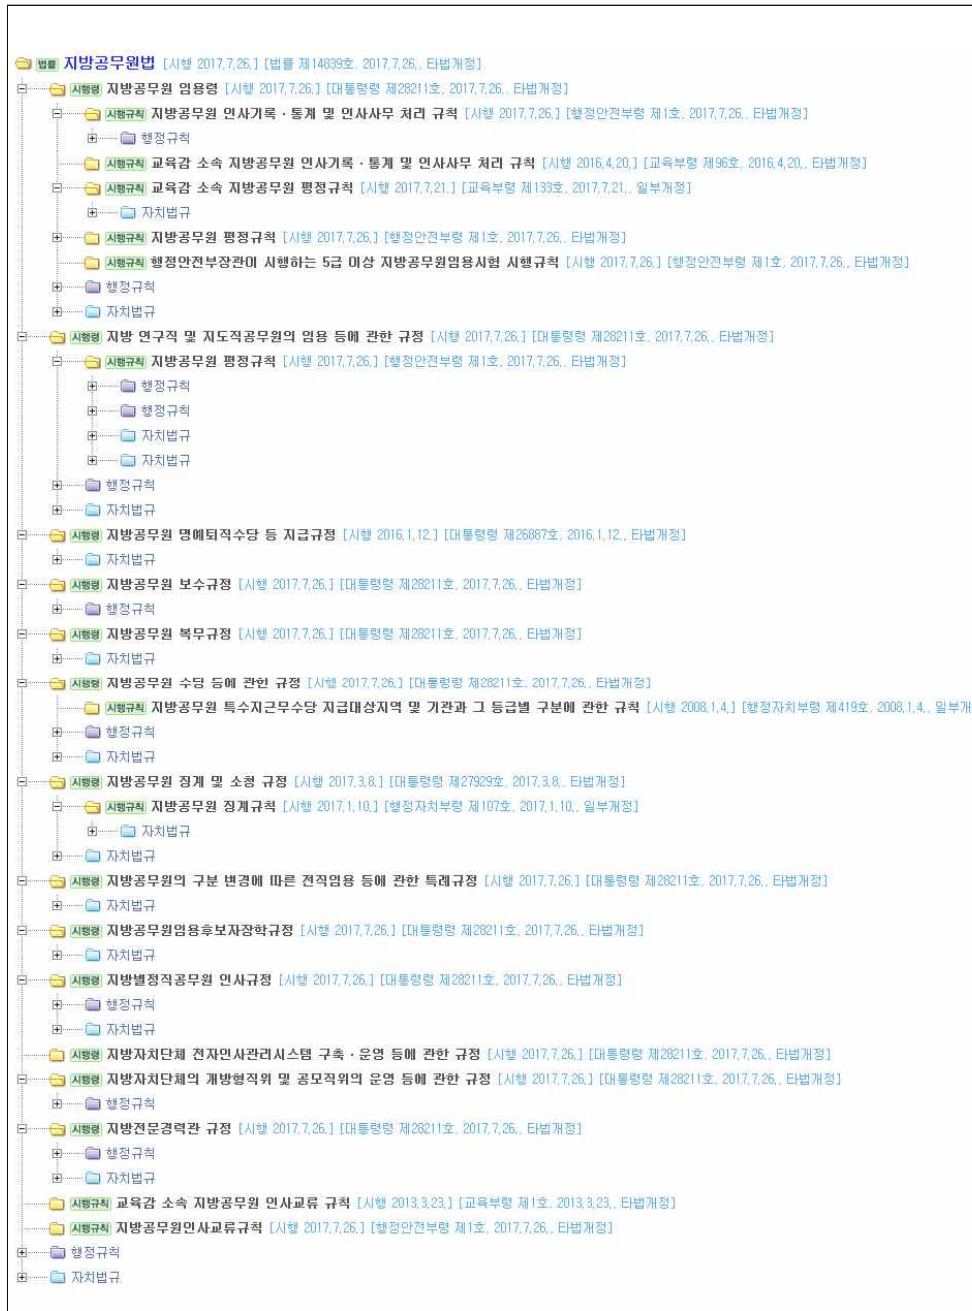 법률 지방공무원법 [시행 2017.7.26.] [법률 제14839호, 2017.7.26., 타법개정]
시행령 지방공무원 임용령 [시행 2017.7.26.] [대통령령 제28211호, 2017.7.26., 타법개정]
시행규칙 지방공무원 인사기록·통계 및 인사사무 처리 규칙 [시행 2017.7.26.] [행정안전부령 제1호, 2017.7.26., 타법개정]
행정규칙
시행규칙 교육감 소속 지방공무원 인사기록·통계 및 인사사무 처리 규칙 [시행 2016.4.20.] [교육부령 제96호, 2016.4.20., 타법개정]
시행규칙 교육감 소속 지방공무원 평정규칙 [시행 2017.7.21.] [교육부령 제133호, 2017.7.21., 일부개정]
자치법규
시행규칙 지방공무원 평정규칙 [시행 2017.7.26.] [행정안전부령 제1호, 2017.7.26., 타법개정]
시행규칙 행정안전부장관이 시행하는 5급 이상 지방공무원임용시험 시행규칙 [시행 2017.7.26.] [행정안전부령 제1호, 2017.7.26., 타법개정]
행정규칙
자치법규
시행령 지방 연구직 및 지도직공무원의 임용 등에 관한 규정 [시행 2017.7.26.] [대통령령 제28211호, 2017.7.26., 타법개정]
시행규칙 지방공무원 평정규칙 [시행 2017.7.26.] [행정안전부령 제1호, 2017.7.26., 타법개정]
행정규칙
행정규칙
자치법규
자치법규
행정규칙
자치법규
시행령 지방공무원 명예퇴직수당 등 지급규정 [시행 2016.1.12.] [대통령령 제26887호, 2016.1.12., 타법개정]
자치법규
시행령 지방공무원 보수규정 [시행 2017.7.26.] [대통령령 제28211호, 2017.7.26., 타법개정]
행정규칙
시행령 지방공무원 복무규정 [시행 2017.7.26.] [대통령령 제28211호, 2017.7.26., 타법개정]
자치법규
시행령 지방공무원 수당 등에 관한 규정 [시행 2017.7.26.] [대통령령 제28211호, 2017.7.26., 타법개정]
시행규칙 지방공무원 특수지근무수당 지급대상지역 및 기관과 그 등급별 구분에 관한 규칙 [시행 2008.1.4.] [행정자치부령 제419호, 2008.1.4., 일부개
행정규칙
자치법규
시행령 지방공무원 징계 및 소청 규정 [시행 2017.3.8.] [대통령령 제27929호, 2017.3.8., 타법개정]
시행규칙 지방공무원 징계규칙 [시행 2017.1.10.] [행정자치부령 제107호, 2017.1.10., 일부개정]
자치법규
자치법규
시행령 지방공무원의 구분 변경에 따른 전직임용 등에 관한 특례규정 [시행 2017.7.26.] [대통령령 제28211호, 2017.7.26., 타법개정]
자치법규
시행령 지방공무원임용후보자장학규정 [시행 2017.7.26.] [대통령령 제28211호, 2017.7.26., 타법개정]
자치법규
시행령 지방별정직공무원 인사규정 [시행 2017.7.26.] [대통령령 제28211호, 2017.7.26., 타법개정]
행정규칙
자치법규
시행령 지방자치단체 전자인사관리시스템 구축·운영 등에 관한 규정 [시행 2017.7.26.] [대통령령 제28211호, 2017.7.26., 타법개정]
시행령 지방자치단체의 개방형직위 및 공모직위의 운영 등에 관한 규정 [시행 2017.7.26.] [대통령령 제28211호, 2017.7.26., 타법개정]
행정규칙
시행령 지방전문경력관 규정 [시행 2017.7.26.] [대통령령 제28211호, 2017.7.26., 타법개정]
행정규칙
자치법규
시행규칙 교육감 소속 지방공무원 인사교류 규칙 [시행 2013.3.23.] [교육부령 제1호, 2013.3.23., 타법개정]
시행규칙 지방공무원인사교류규칙 [시행 2017.7.26.] [행정안전부령 제1호, 2017.7.26., 타법개정]
행정규칙
자치법규